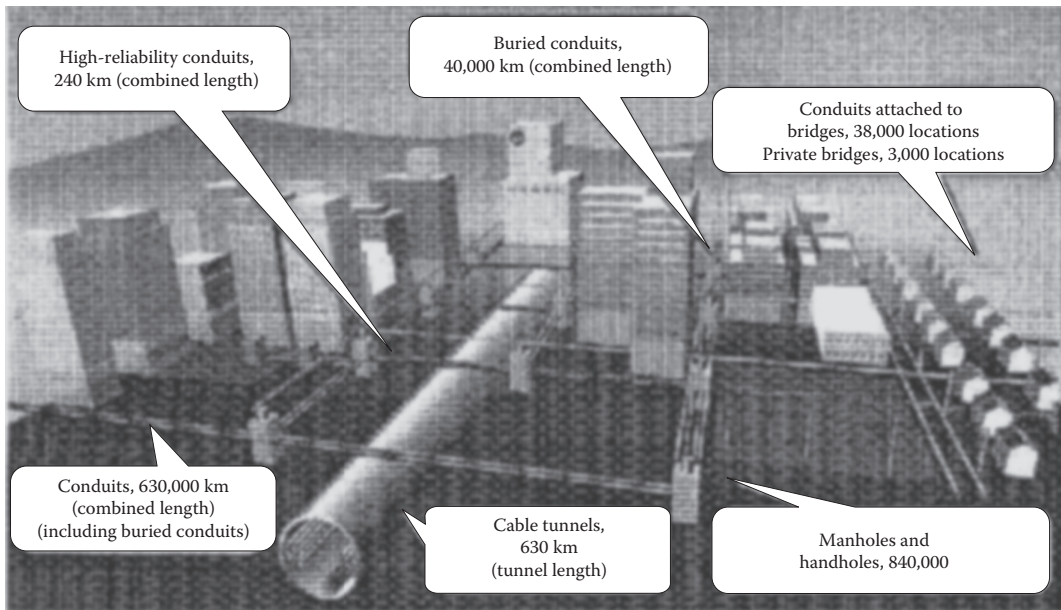 High-reliability conduits,
240 km (combined length)
Buried conduits,
40,000 km (combined length)
Conduits attached to
bridges, 38,000 locations
Private bridges, 3,000 locations
Conduits, 630,000 km
(combined length)
(including buried conduits)
Cable tunnels,
630 km
(tunnel length)
Manholes and
handholes, 840,000